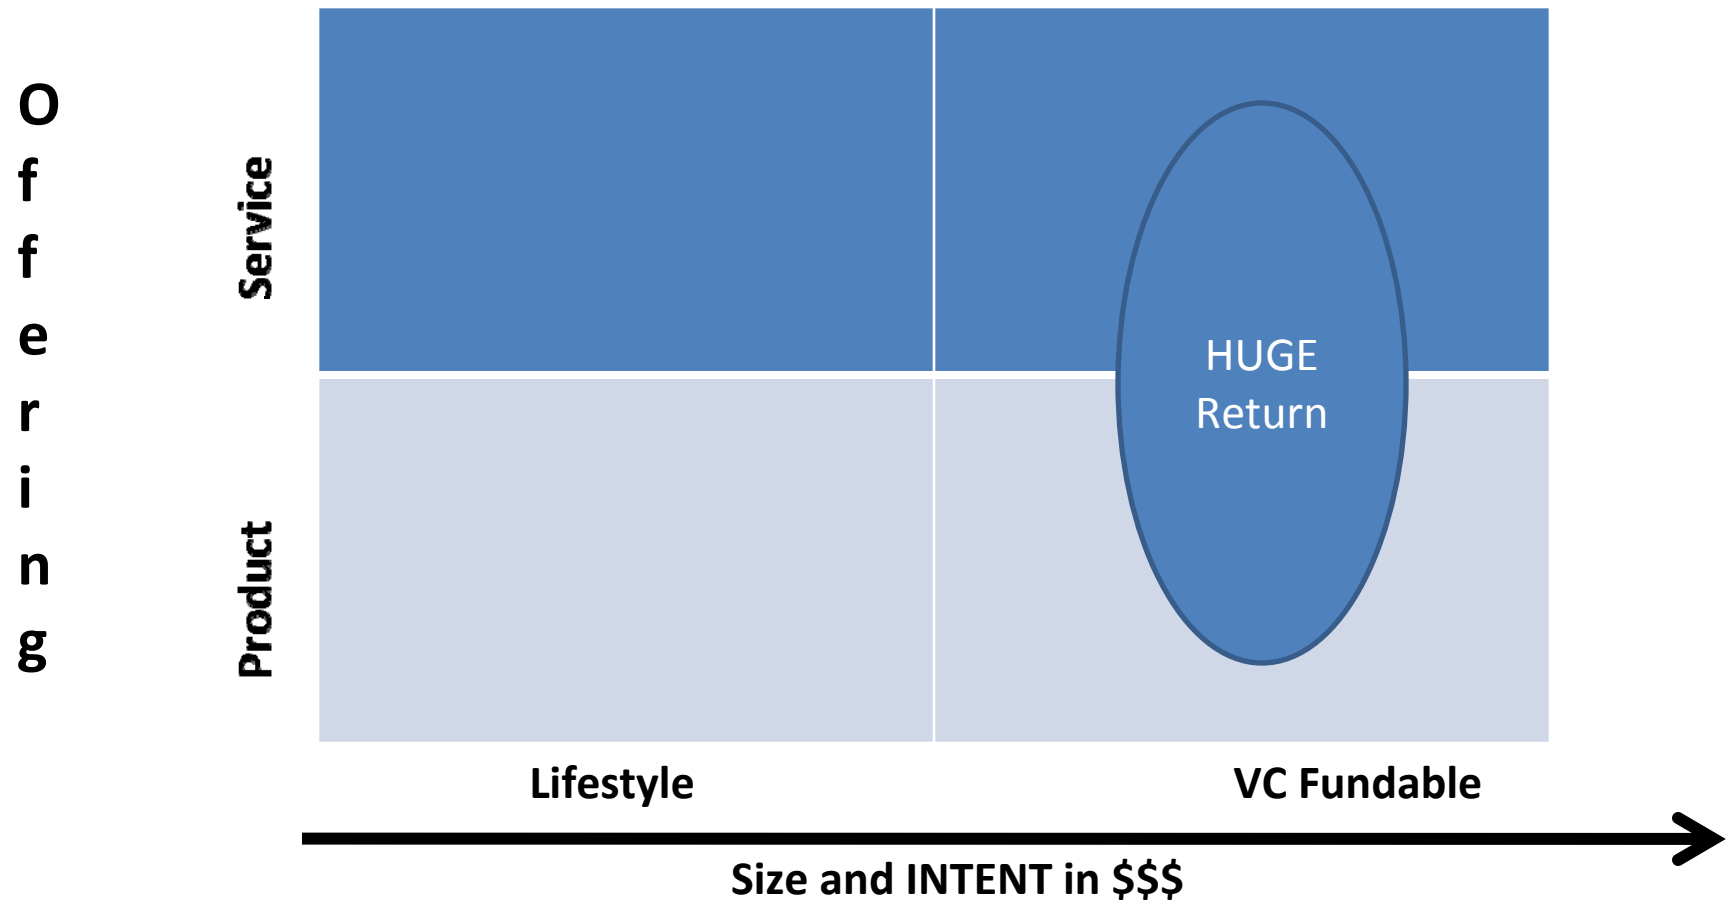 Offering
Service
HUGE
Return
Product
Lifestyle
VC Fundable
Size and INTENT in $$$